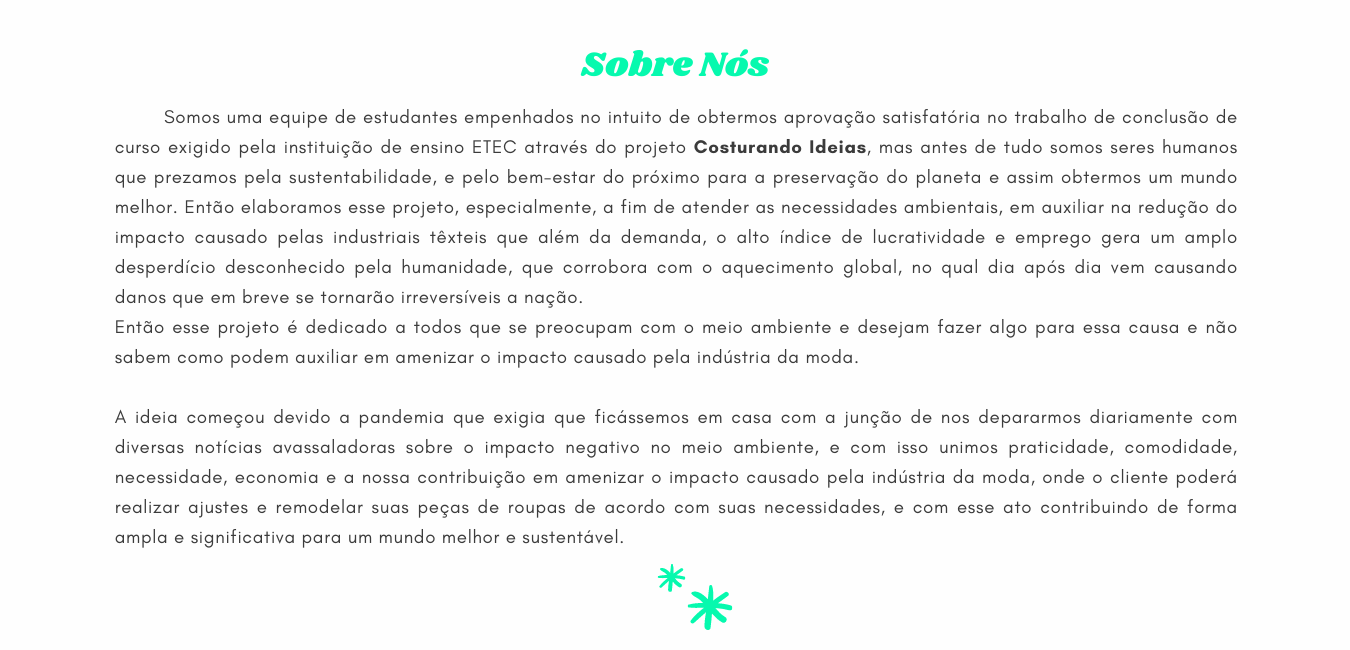 Sobre Nós
Somos uma equipe de estudantes empenhados no intuito de obtermos aprovação satisfatória no trabalho de conclusão de
curso exigido pela instituição de ensino ETEC através do projeto Costurando Ideias, mas antes de tudo somos seres humanos
que prezamos pela sustentabilidade, e pelo bem-estar do próximo para a preservação do planeta e assim obtermos um mundo
melhor. Então elaboramos esse projeto, especialmente, a fim de atender as necessidades ambientais, em auxiliar na redução do
impacto causado pelas industriais têxteis que além da demanda, o alto índice de lucratividade e emprego gera um amplo
desperdício desconhecido pela humanidade, que corrobora com o aquecimento global, no qual dia após dia vem causando
danos que em breve se tornarão irreversíveis a nação.
Então esse projeto é dedicado a todos que se preocupam com o meio ambiente e desejam fazer algo para essa causa e não
sabem como podem auxiliar em amenizar o impacto causado pela indústria da moda.
A ideia começou devido a pandemia que exigia que ficássemos em casa com a junção de nos depararmos diariamente com
diversas notícias avassaladoras sobre o impacto negativo no meio ambiente, e com isso unimos praticidade, comodidade,
necessidade, economia e a nossa contribuição em amenizar o impacto causado pela indústria da moda, onde o cliente poderá
realizar ajustes e remodelar suas peças de roupas de acordo com suas necessidades, e com esse ato contribuindo de forma
ampla e significativa para um mundo melhor e sustentável.